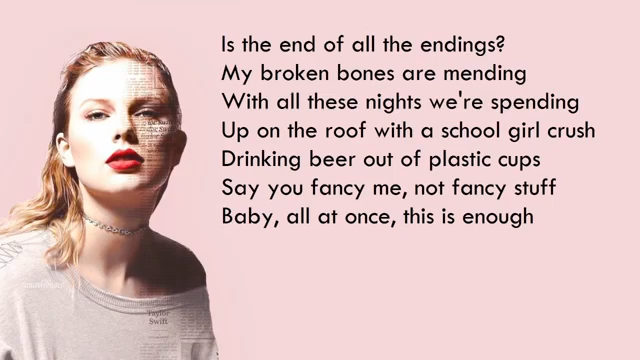 Is the end of all the endings?
My broken bones are mending
With all these nights we're spending
Up on the roof with a school girl crush
Drinking beer out of plastic cups
Say you fancy me, not fancy stuff
Baby, all at once, this is enough
Taylor
Swift